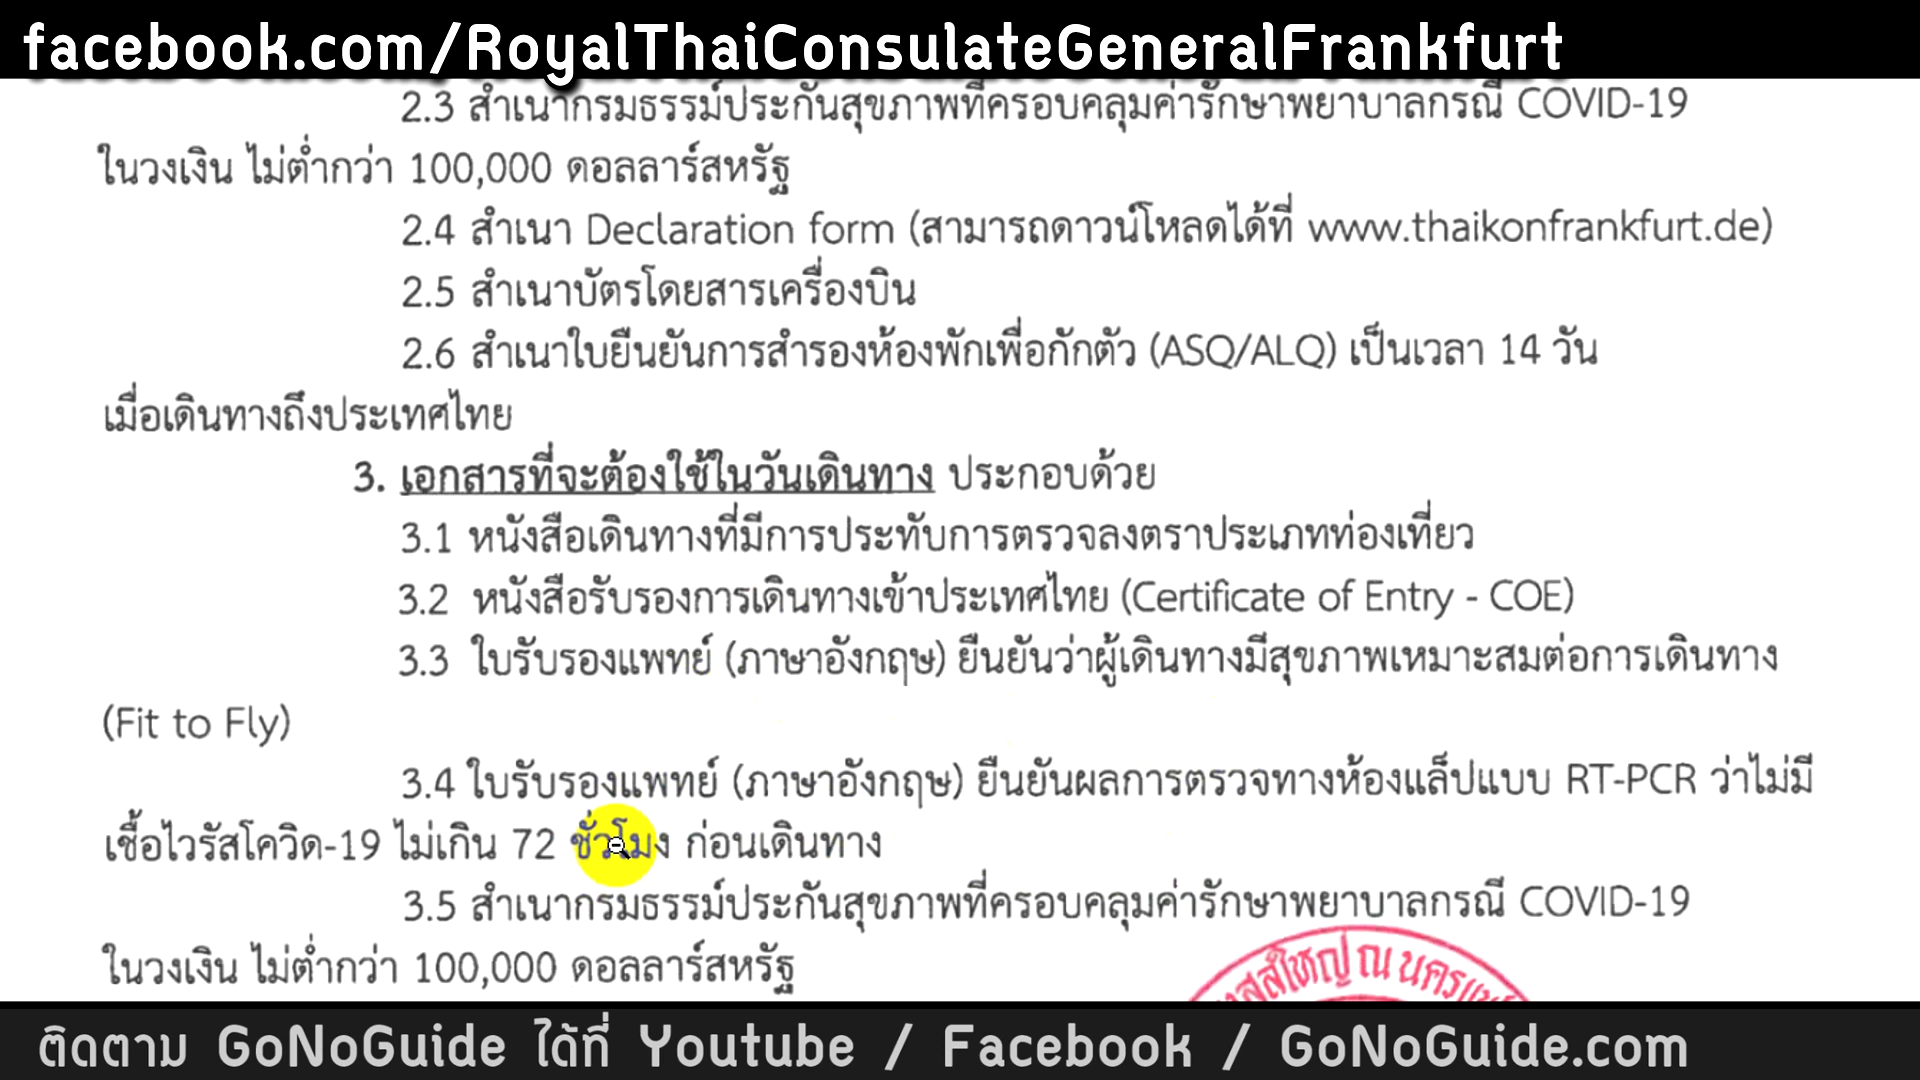 facebook.com/RoyalThaiConsulateGeneralFrankfurt
2.3 สำเนากรมธรรม์ประกันสุขภาพที่ครอบคลุมค่ารักษาพยาบาลกรณี COVID-19
ในวงเงิน ไม่ต่ำกว่า 100,000 ดอลลาร์สหรัฐ
2.4 สำเนา Declaration form (สามารถดาวน์โหลดได้ที่ www.thaikonfrankfurt.de)
2.5 สำเนาบัตรโดยสารเครื่องบิน
2.6 สำเนาใบยืนยันการสำรองห้องพักเพื่อกักตัว (ASQ/ALQ) เป็นเวลา 14 วัน
เมื่อเดินทางถึงประเทศไทย
3. เอกสารที่จะต้องใช้ในวันเดินทาง ประกอบด้วย
3.1 หนังสือเดินทางที่มีการประทับการตรวจลงตราประเภทท่องเที่ยว
3.2 หนังสือรับรองการเดินทางเข้าประเทศไทย (Certificate of Entry - COE)
3.3 ใบรับรองแพทย์ (ภาษาอังกฤษ) ยืนยันว่าผู้เดินทางมีสุขภาพเหมาะสมต่อการเดินทาง
(Fit to Fly)
3.4 ใบรับรองแพทย์ (ภาษาอังกฤษ) ยืนยันผลการตรวจทางห้องแล็ปแบบ RT-PCR ว่าไม่มี
เชื้อไวรัสโควิด-19 ไม่เกิน 72 ชั่วโมง ก่อนเดินทาง
3.5 สำเนากรมธรรม์ประกันสุขภาพที่ครอบคลุมค่ารักษาพยาบาลกรณี COVID-19
ในวงเงิน ไม่ต่ำกว่า 100,000 ดอลลาร์สหรัฐ
ติดตาม GoNoGuide ได้ที่ Youtube / Facebook / GoNoGuide.com